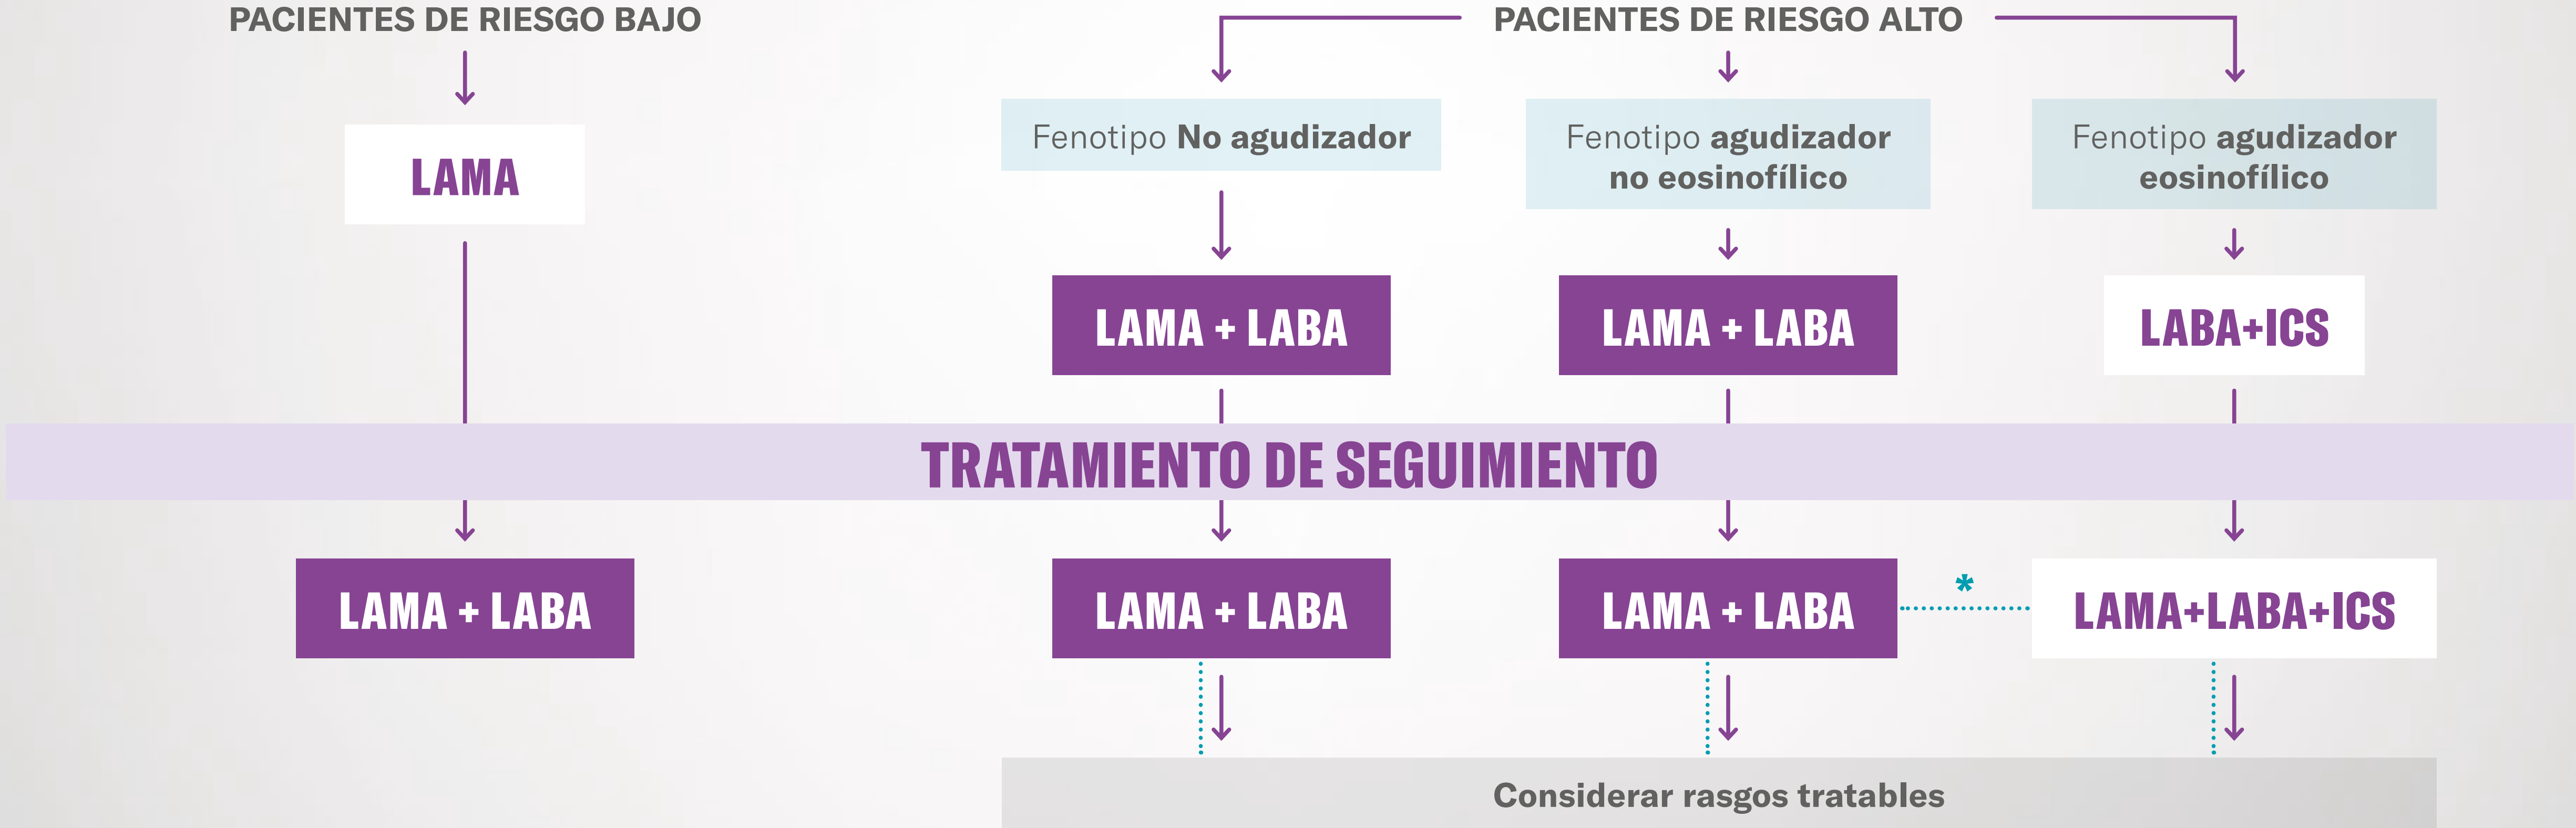 PACIENTES DE RIESGO BAJO
PACIENTES DE RIESGO ALTO
LAMA
Fenotipo No agudizador
Fenotipo agudizador
no eosinofílico
Fenotipo agudizador
eosinofílico
LAMA + LABA
LAMA + LABA
LABA+ICS
TRATAMIENTO DE SEGUIMIENTO
LAMA + LABA
LAMA + LABA
LAMA + LABA
*
LAMA+LABA+ICS
Considerar rasgos tratables